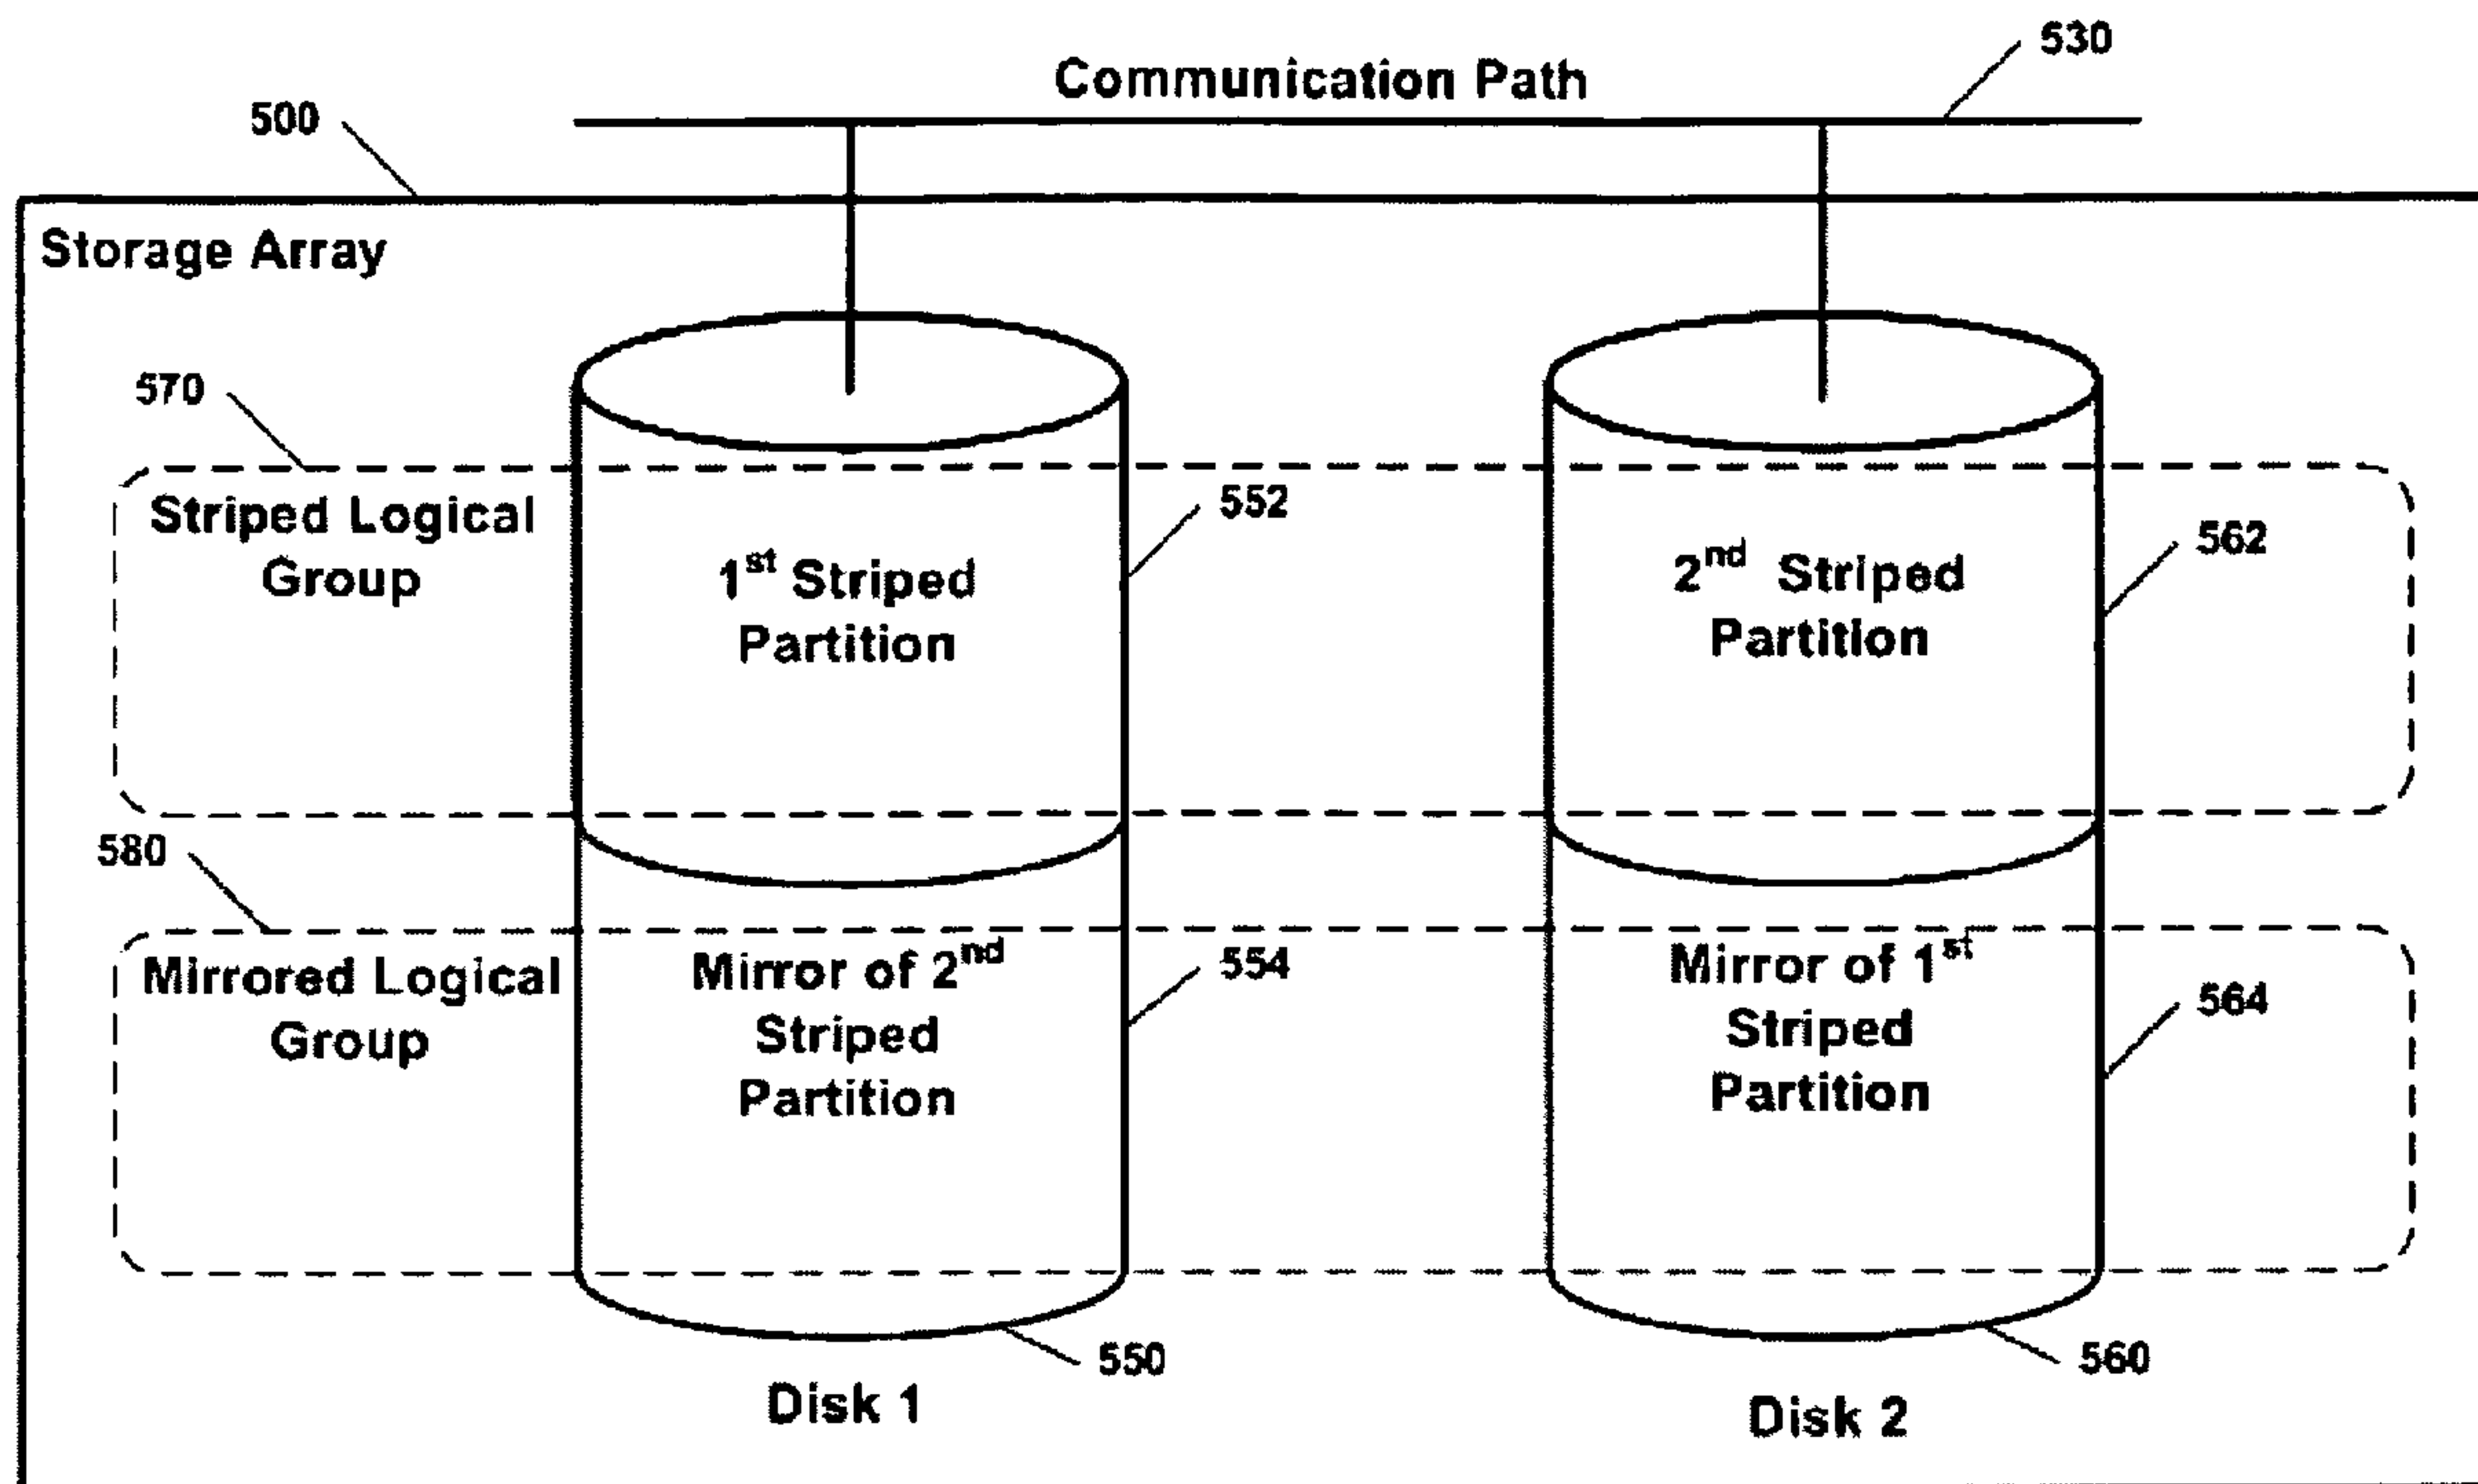 530
Communication Path
500
Storage Array
570
552
Striped Logical
Group
562
1st Striped
Partition
2nd Striped
Partition
580
554
Mirrored Logical
Group
Mirror of 2nd
Striped
Partition
Mirror of 1st
Striped
Partition
564
550
560
Disk 1
Disk 2